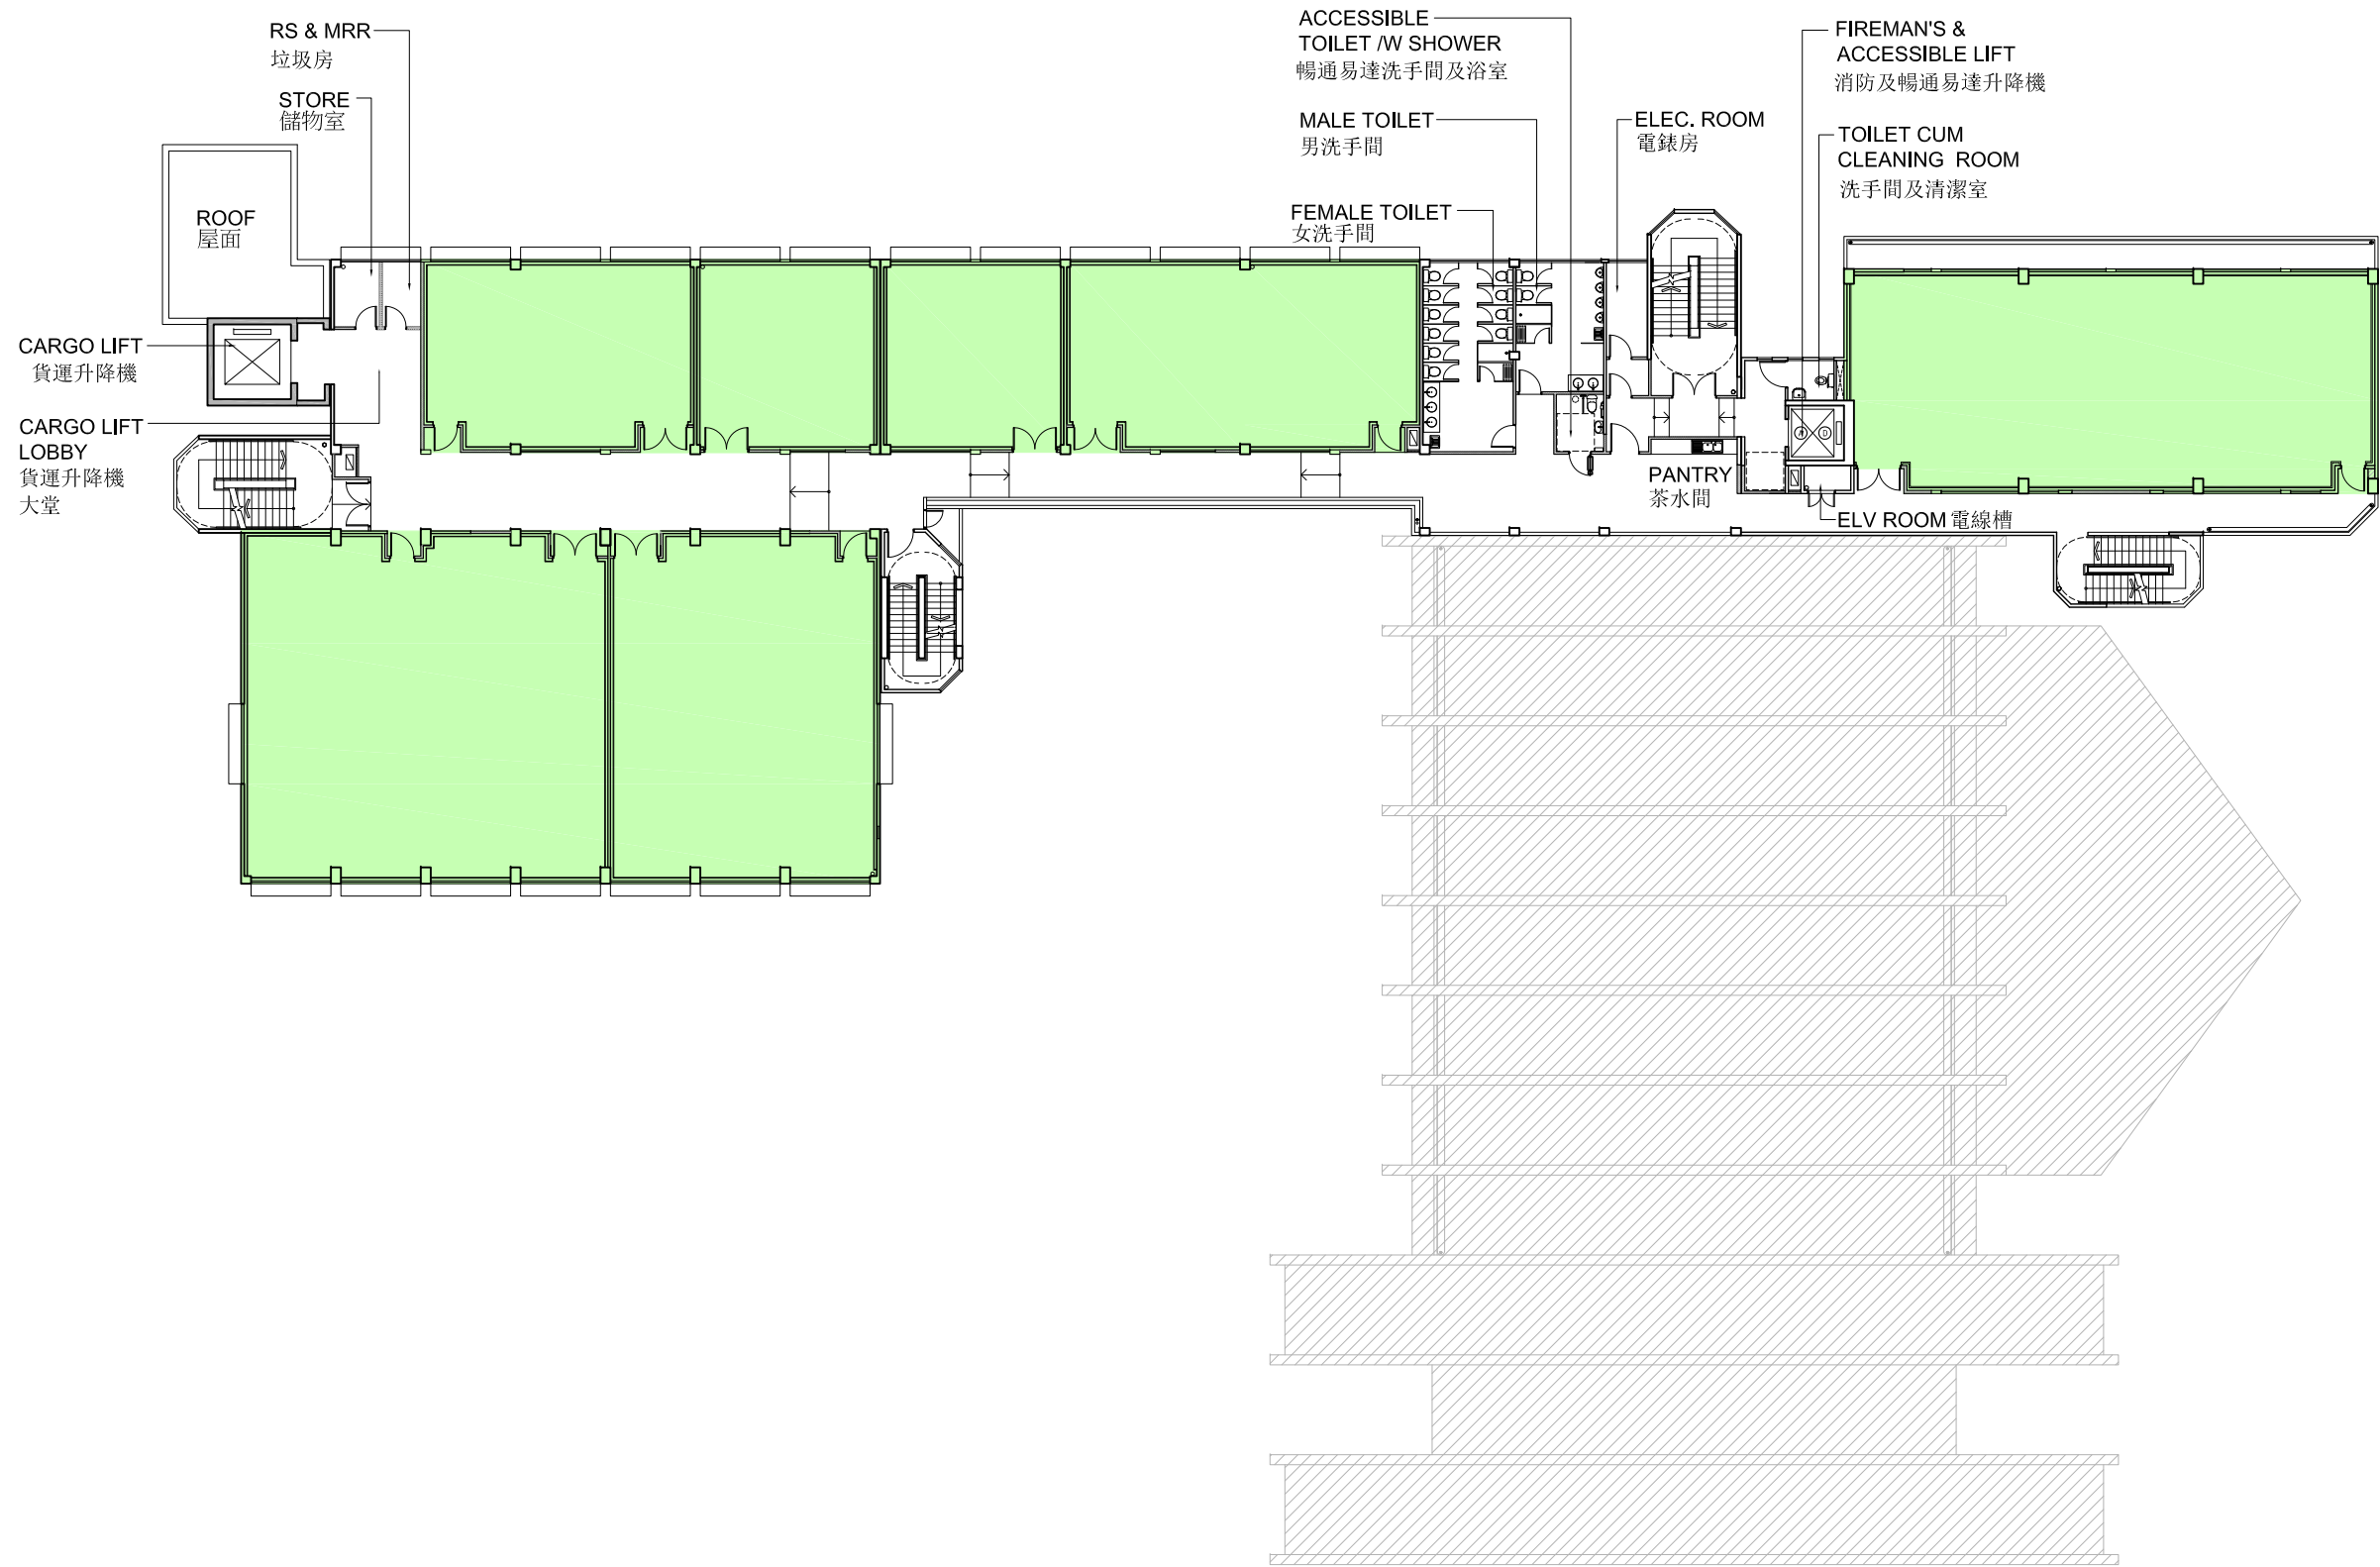 RS & MRR
垃圾房
STORE
儲物室
ROOF
屋面
CARGO LIFT
貨運升降機
CARGO LIFT
LOBBY
貨運升降機
大堂
ACCESSIBLE
TOILET /W SHOWER
暢通易達洗手間及浴室
MALE TOILET
男洗手間
FEMALE TOILET
女洗手間
ELEC. ROOM
電錶房
FIREMAN'S &
ACCESSIBLE LIFT
消防及暢通易達升降機
TOILET CUM
CLEANING ROOM
洗手間及清潔室
PANTRY
茶水間
ELV ROOM 電線槽